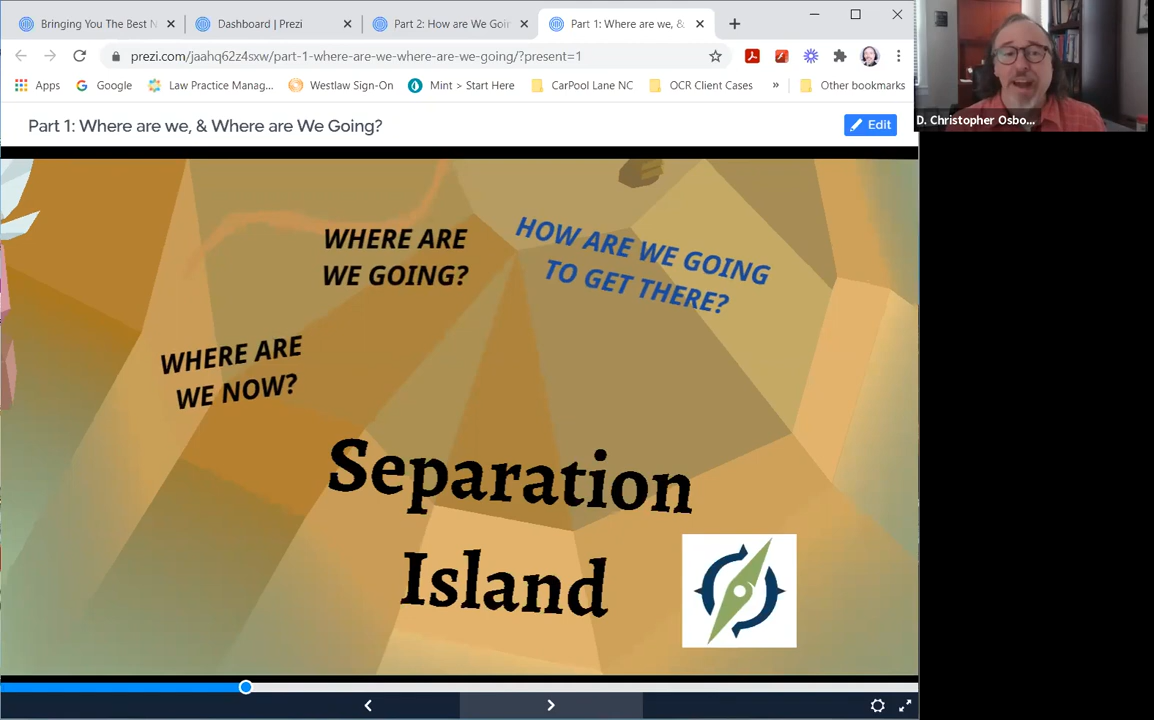 Bringing You The Best N
Dashboard | Prezi
Part 2: How are We Goin
Part 1: Where are we, &
prezi.com/jaahq62z4sxw/part-1-where-are-we-where-are-we-going/?present=1
Apps
Google
Law Practice Manag...
Westlaw Sign-On
Mint > Start Here
CarPool Lane NC
OCR Client Cases
»
Other bookmarks
D. Christopher Osbo...
Part 1: Where are we, & Where are We Going?
Edit
WHERE ARE
WE GOING?
HOW ARE WE GOING
TO GET THERE?
WHERE ARE
WE NOW?
Separation
Island